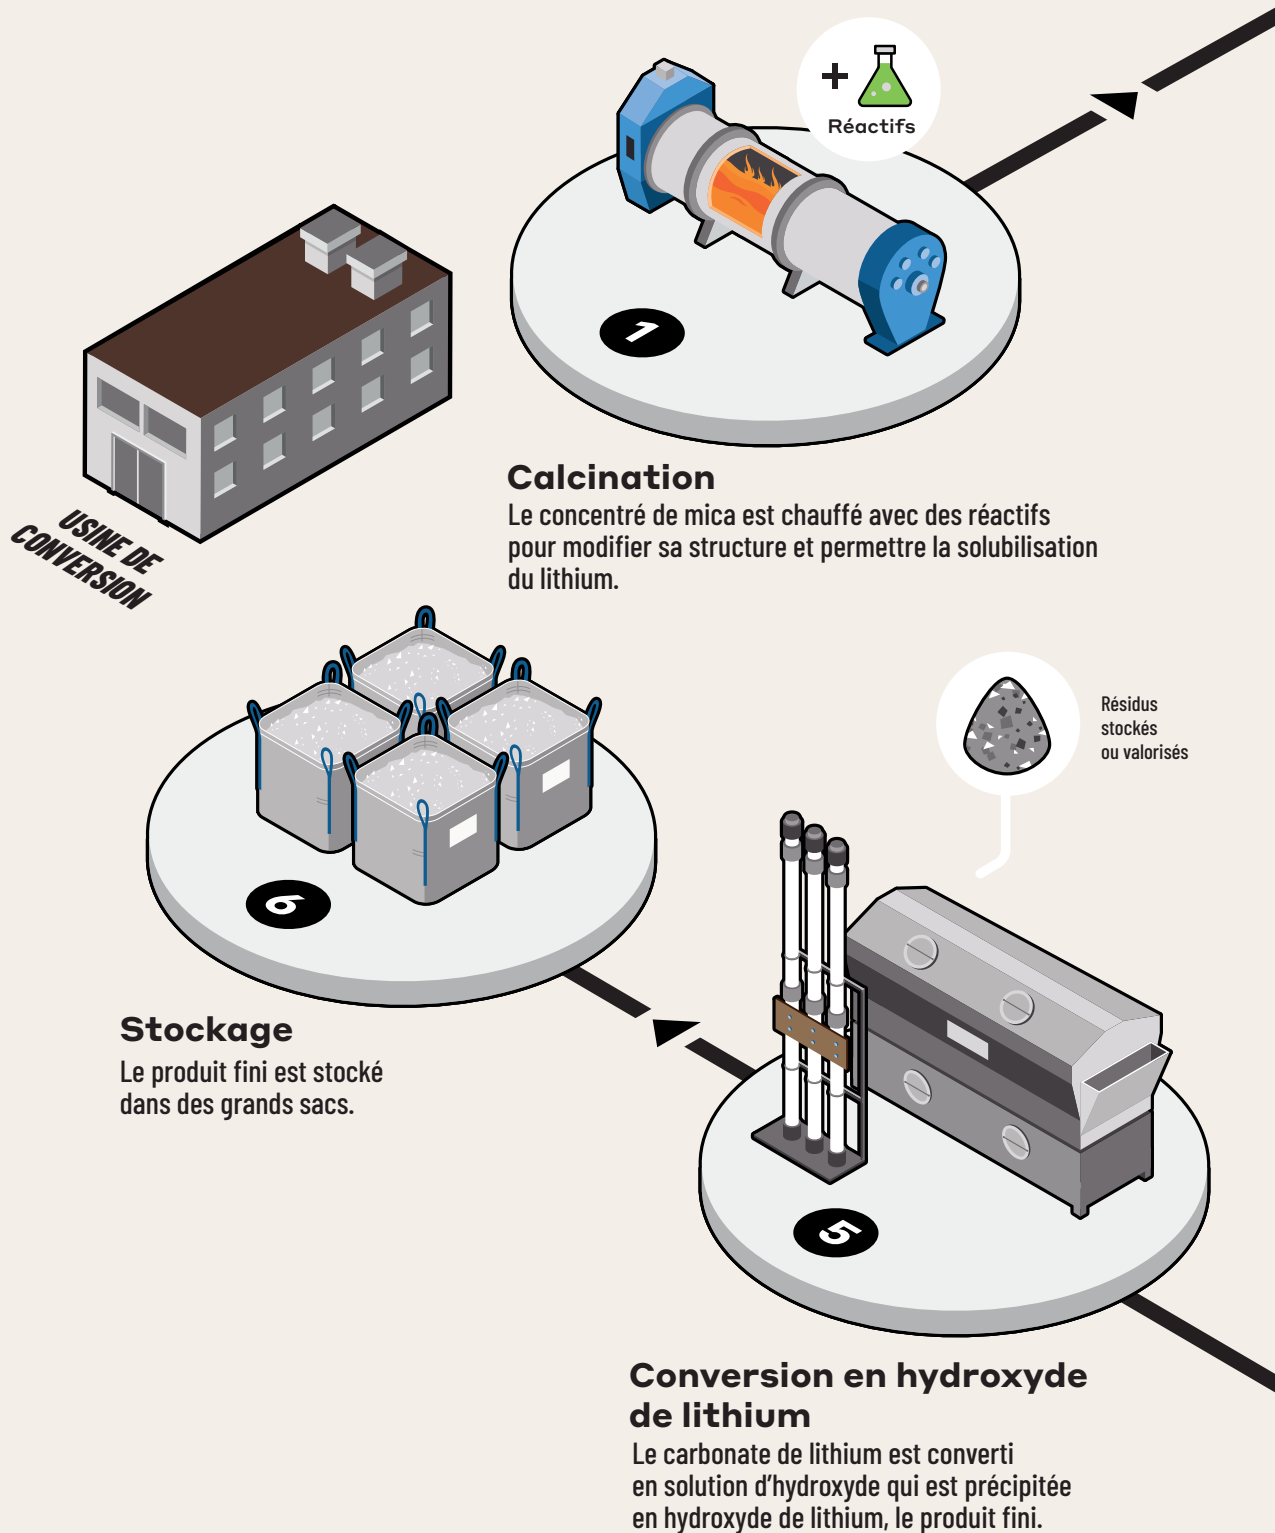 +
Réactifs
1
USINE DE
CONVERSION
Calcination
Le concentré de mica est chauffé avec des réactifs
pour modifier sa structure et permettre la solubilisation
du lithium.
Résidus
stockés
ou valorisés
6
Stockage
Le produit fini est stocké
dans des grands sacs.
5
Conversion en hydroxyde
de lithium
Le carbonate de lithium est converti
en solution d’hydroxyde qui est précipitée
en hydroxyde de lithium, le produit fini.